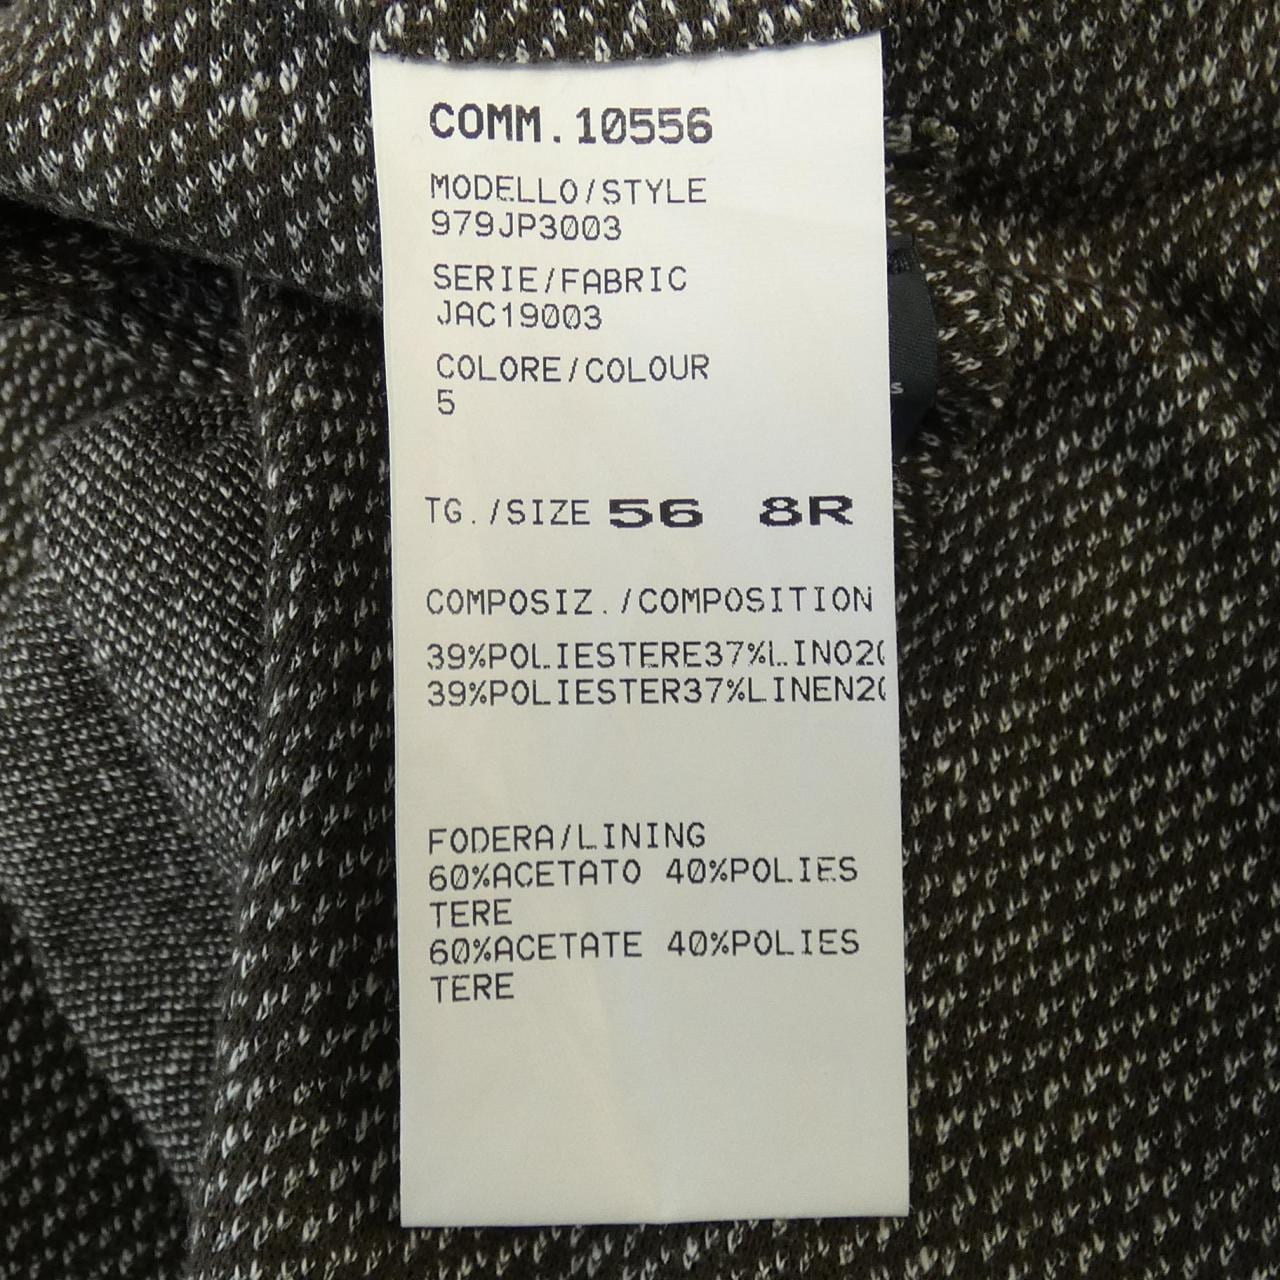 COMM.10556
MODELLO/STYLE
979JP3003
SERIE/FABRIC
JAC19003
COLORE/COLOUR
5
TG./SIZE 56 8R
COMPOSIZ./COMPOSITION
39%POLIESTERE37%LINO2
39%POLIESTER37%LINEN2
FODERA/LINING
60%ACETATO 40%POLIES
TERE
60%ACETATE 40%POLIES
TERE